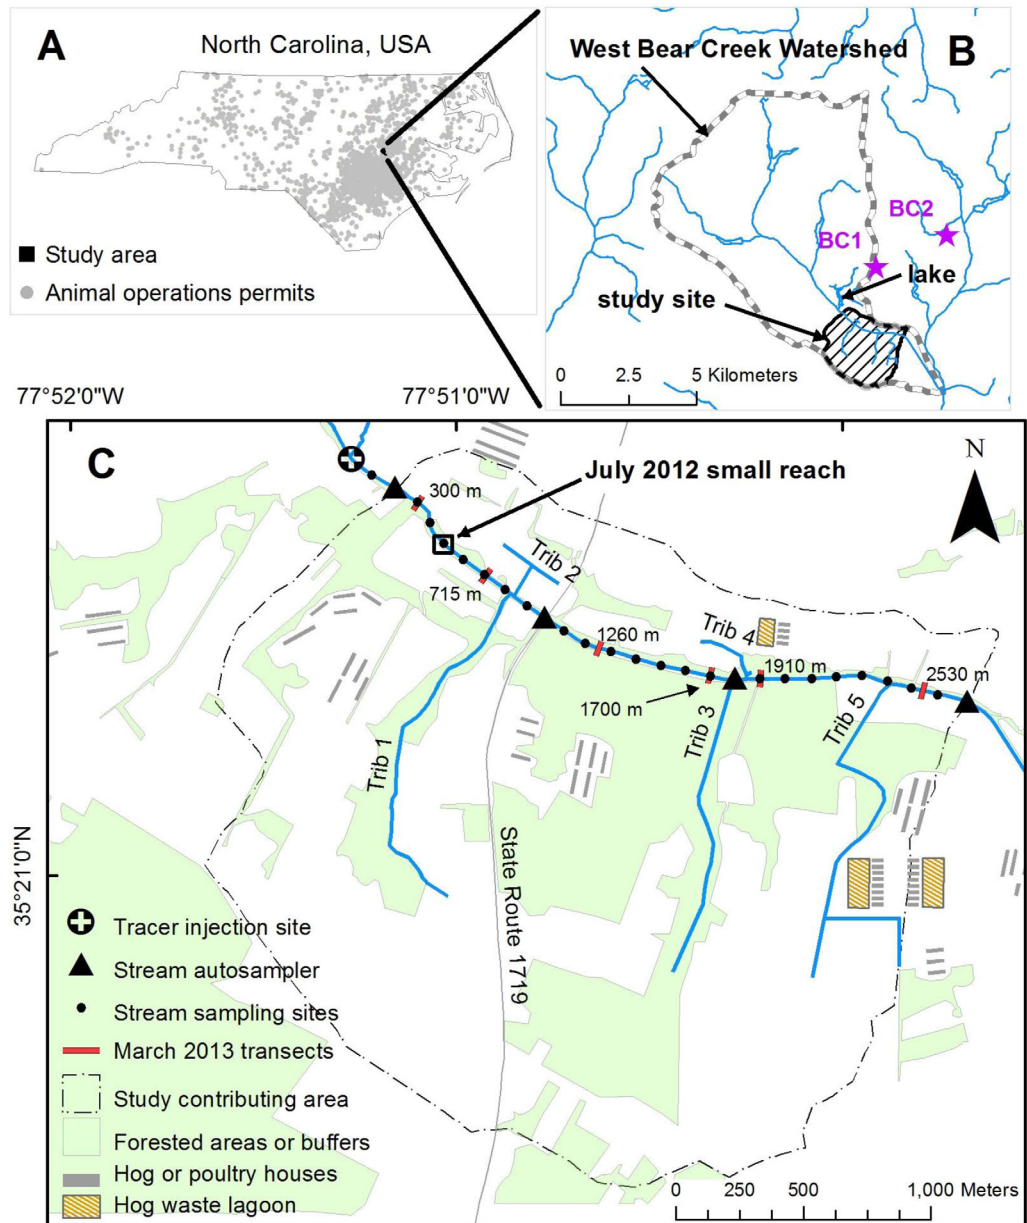 A
North Carolina, USA
Study area
Animal operations permits
B
West Bear Creek Watershed
BC2
BC1
lake
study site
0 2.5 5 Kilometers
77°52'0"W
77°51'0"W
C
N
300 m
July 2012 small reach
Trib 2
715 m
1260 m
Trib 4
1910 m
2530 m
1700 m
Trib 3
Trib 5
Trib 1
State Route 1719
35°21'0"N
Tracer injection site
Stream autosampler
Stream sampling sites
March 2013 transects
Study contributing area
Forested areas or buffers
Hog or poultry houses
Hog waste lagoon
0 250 500 1,000 Meters